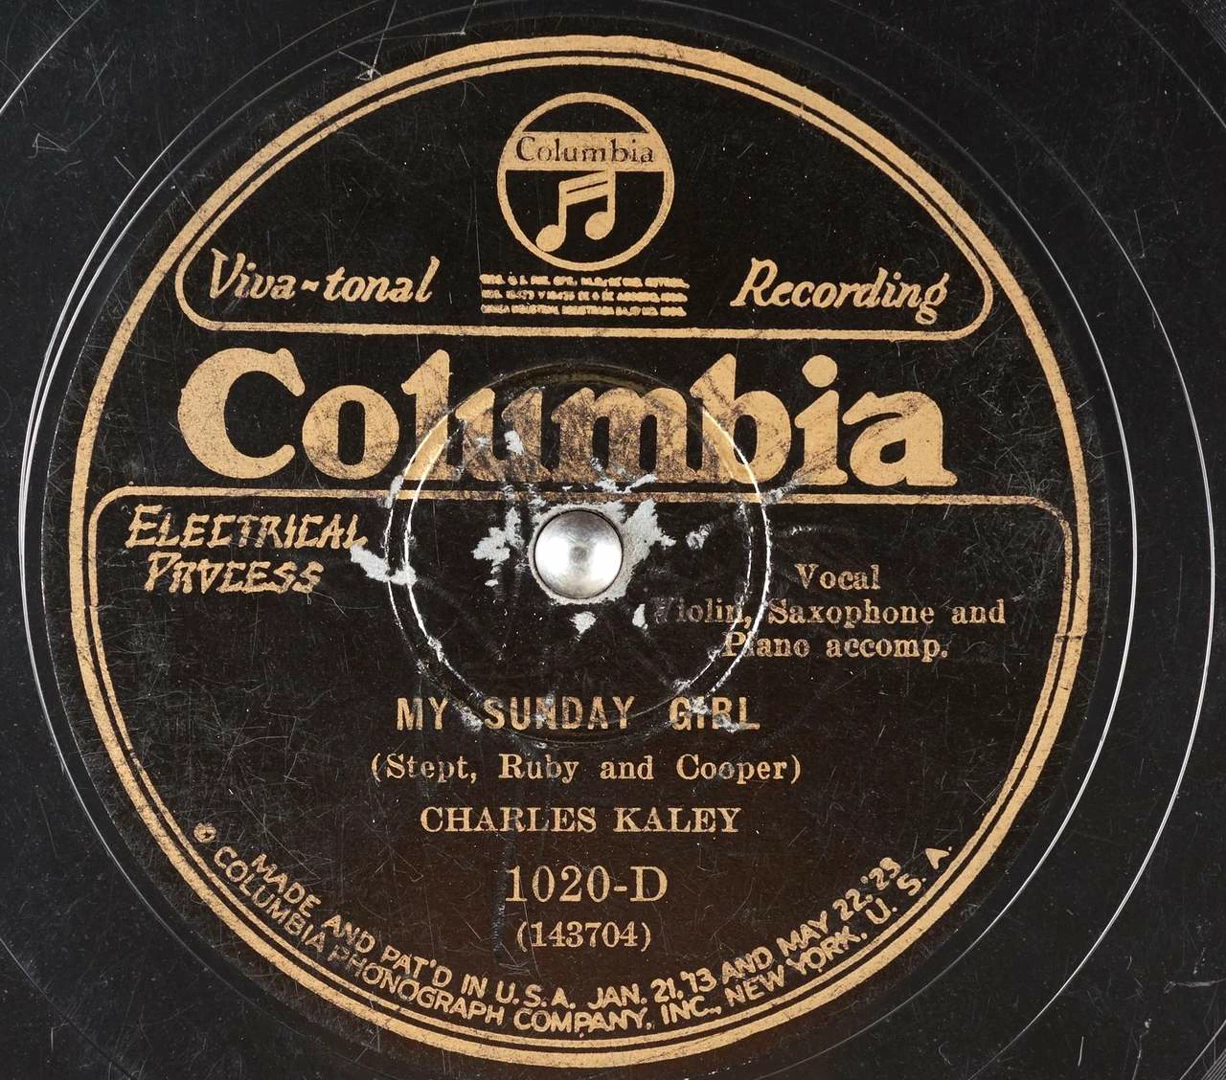 Columbia
Viva-tonal Recording
Columbia
ELECTRICAL
PROCESS
Vocal
Violin, Saxophone and
Piano accomp.
MY SUNDAY GIRL
(Stept, Ruby and Cooper)
CHARLES KALEY
1020-D
(143704)
MADE AND PAT'D IN U.S.A. JAN. 21, '13 AND MAY 22, '23
© COLUMBIA PHONOGRAPH COMPANY, INC., NEW YORK. U. S. A.